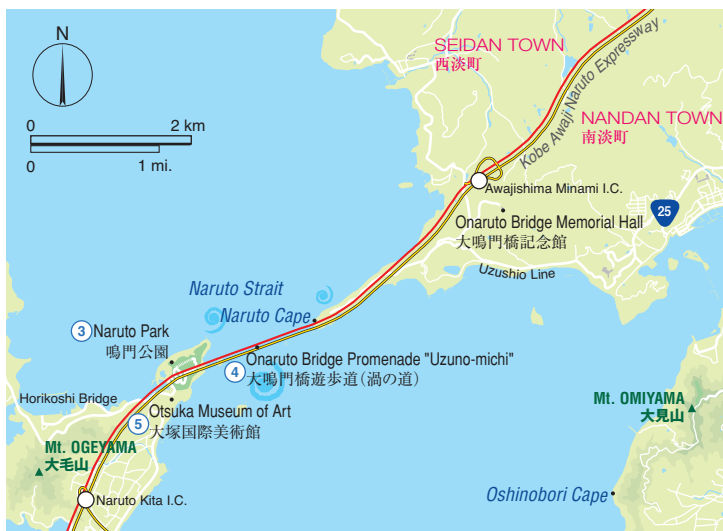 N
0
2 km
0
1 mi.
SEIDAN TOWN
西淡町
Kobe Awaji Naruto Expressway
NANDAN TOWN
南淡町
Awajishima Minami I.C.
25
Onaruto Bridge Memorial Hall
大鳴門橋記念館
Uzushio Line
Naruto Strait
Naruto Cape
3 Naruto Park
鳴門公園
Onaruto Bridge Promenade "Uzuno-michi"
4 大鳴門橋遊歩道(渦の道)
Horikoshi Bridge
Otsuka Museum of Art
5 大塚国際美術館
Mt. OMIYAMA
大見山
Mt. OGEYAMA
大毛山
Naruto Kita I.C.
Oshinobori Cape